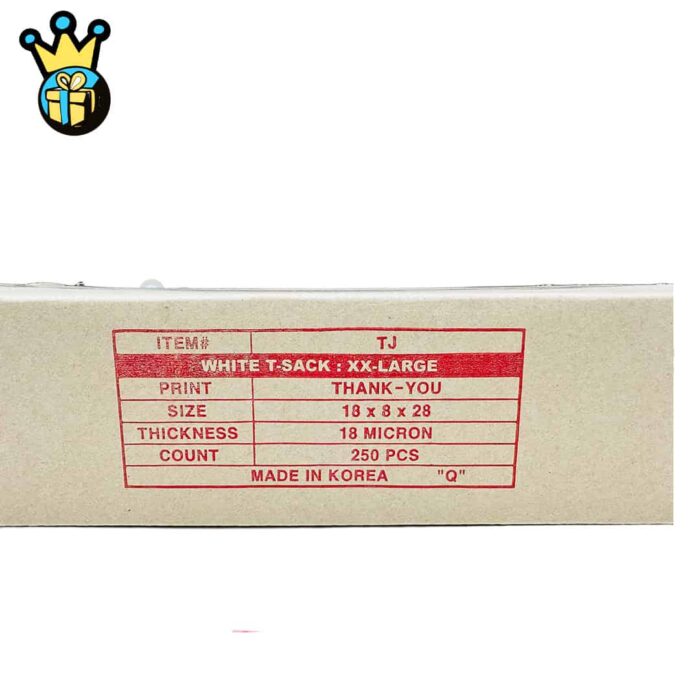 ITEM# TJ
WHITE T-SACK : XX-LARGE
PRINT THANK-YOU
SIZE 18 x 8 x 28
THICKNESS 18 MICRON
COUNT 250 PCS
MADE IN KOREA "Q"